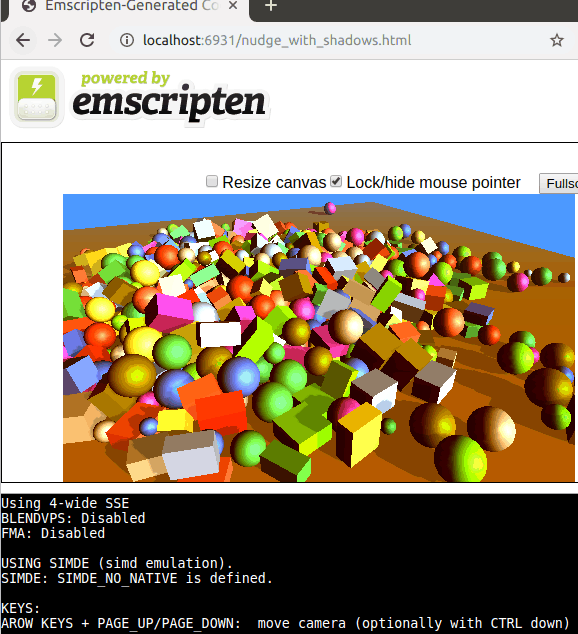 Emscripten-Generated Co
localhost:6931/nudge_with_shadows.html
powered by
emscripten
Resize canvas Lock/hide mouse pointer Fullsc
Using 4-wide SSE
BLENDVPS: Disabled
FMA: Disabled
USING SIMDE (simd emulation).
SIMDE: SIMDE_NO_NATIVE is defined.
KEYS:
AROW KEYS + PAGE_UP/PAGE_DOWN:  move camera (optionally with CTRL down)